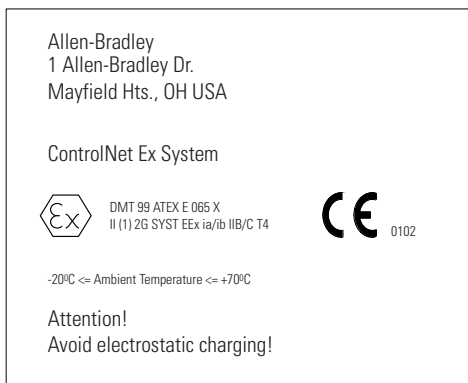 Allen-Bradley
1 Allen-Bradley Dr.
Mayfield Hts., OH USA
ControlNet Ex System
Ex
DMT 99 ATEX E 065 X
II (1) 2G SYST EEx ia/ib IIB/C T4
CE 0102
-20ºC <= Ambient Temperature <= +70ºC
Attention!
Avoid electrostatic charging!